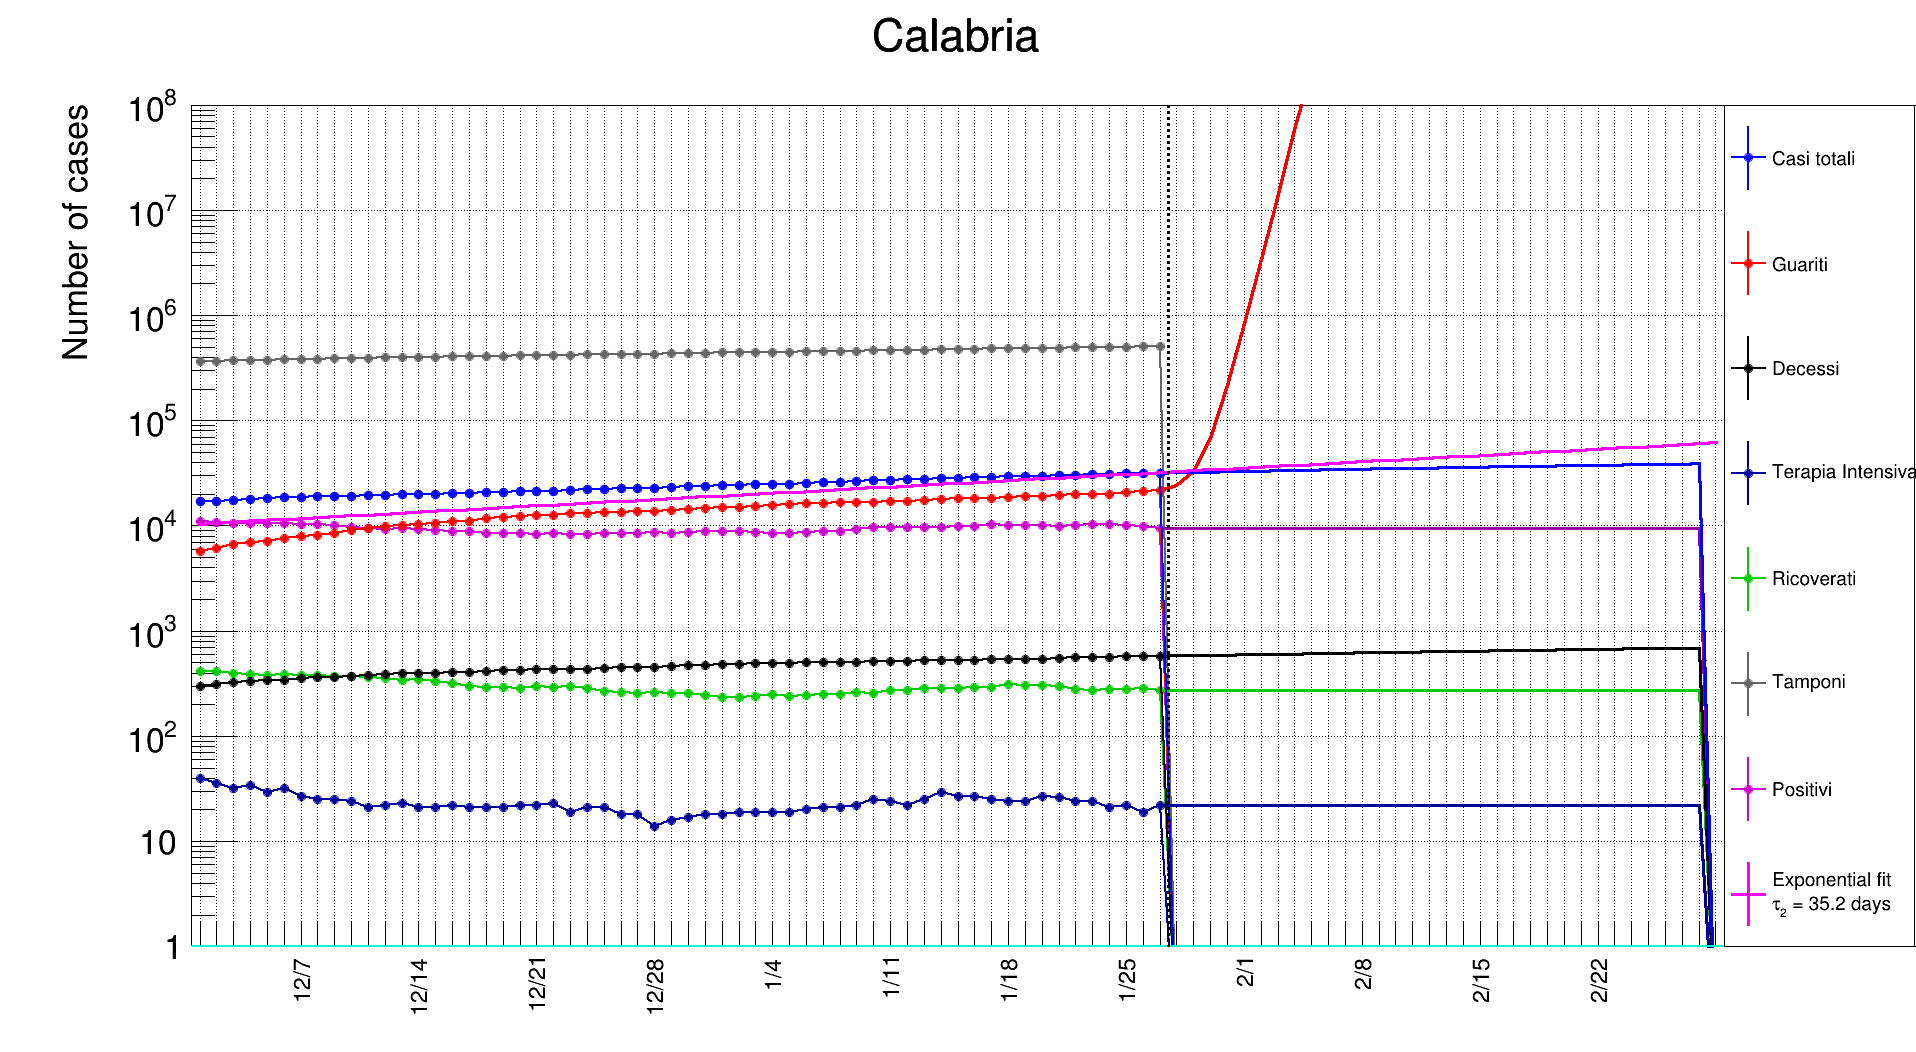 Calabria
Number of cases
10^8
10^7
10^6
10^5
10^4
10^3
10^2
10
1
12/7
12/14
12/21
12/28
1/4
1/11
1/18
1/25
2/1
2/8
2/15
2/22
Casi totali
Guariti
Decessi
Terapia Intensiva
Ricoverati
Tamponi
Positivi
Exponential fit
τ_2 = 35.2 days